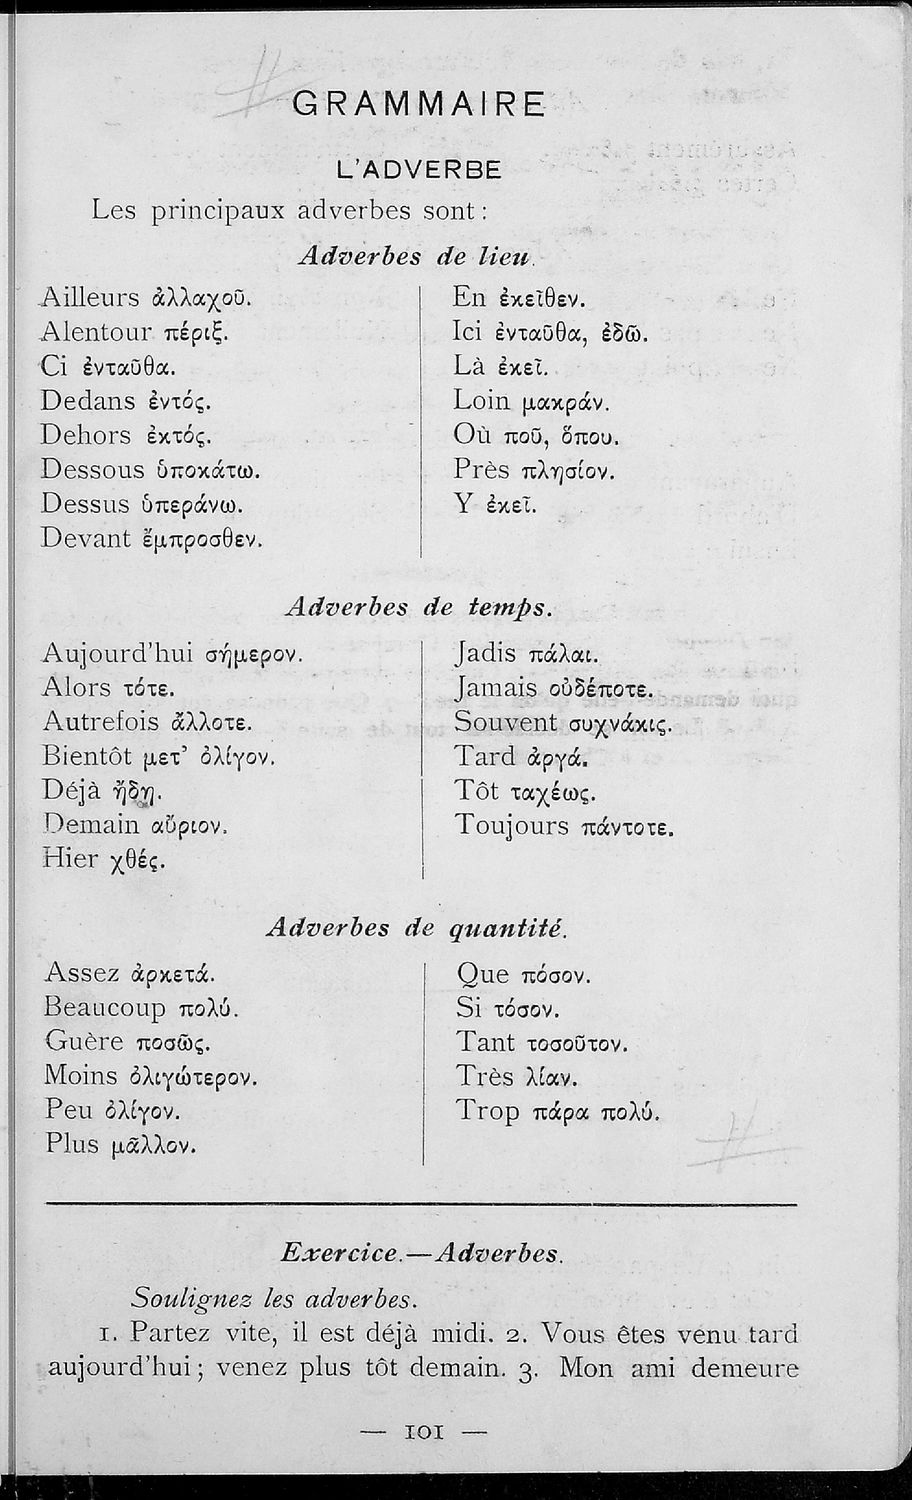 GRAMMAIRE
L'ADVERBE
Les principaux adverbes sont :
Adverbes de lieu.
Ailleurs ἀλλαχοῦ.
Alentour πέριξ.
Ci ἐνταῦθα.
Dedans ἐντός.
Dehors ἐκτός.
Dessous ὑποκάτω.
Dessus ὑπεράνω.
Devant ἔμπροσθεν.
En ἐκεῖθεν.
Ici ἐνταῦθα, ἐδῶ.
Là ἐκεῖ.
Loin μακράν.
Où ποῦ, ὅπου.
Près πλησίον.
Y ἐκεῖ.
Adverbes de temps.
Aujourd'hui σήμερον.
Alors τότε.
Autrefois ἄλλοτε.
Bientôt μετ' ὀλίγον.
Déjà ἤδη.
Demain αὔριον.
Hier χθές.
Jadis πάλαι.
Jamais οὐδέποτε.
Souvent συχνάκις.
Tard ἀργά.
Tôt ταχέως.
Toujours πάντοτε.
Adverbes de quantité.
Assez ἀρκετά.
Beaucoup πολύ.
Guère ποσῶς.
Moins ὀλιγώτερον.
Peu ὀλίγον.
Plus μᾶλλον.
Que πόσον.
Si τόσον.
Tant τοσοῦτον.
Très λίαν.
Trop πάρα πολύ.
Exercice.—Adverbes.
Soulignez les adverbes.
1. Partez vite, il est déjà midi. 2. Vous êtes venu tard
aujourd'hui ; venez plus tôt demain. 3. Mon ami demeure
— 101 —